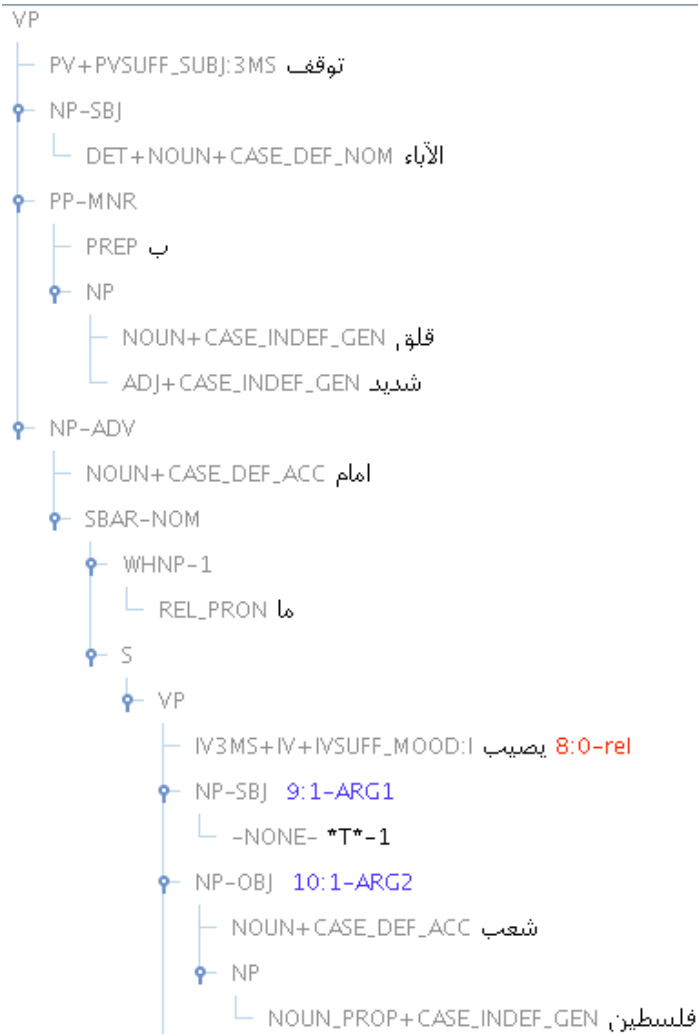 VP
PV+PVSUFF_SUBJ:3MS توقف
NP-SBJ
DET+NOUN+CASE_DEF_NOM الآباء
PP-MNR
PREP ب
NP
NOUN+CASE_INDEF_GEN قلق
ADJ+CASE_INDEF_GEN شديد
NP-ADV
NOUN+CASE_DEF_ACC امام
SBAR-NOM
WHNP-1
REL_PRON ما
S
VP
IV3MS+IV+IVSUFF_MOOD:I يصيب 8:0-rel
NP-SBJ 9:1-ARG1
-NONE- *T*-1
NP-OBJ 10:1-ARG2
NOUN+CASE_DEF_ACC شعب
NP
NOUN_PROP+CASE_INDEF_GEN فلسطين